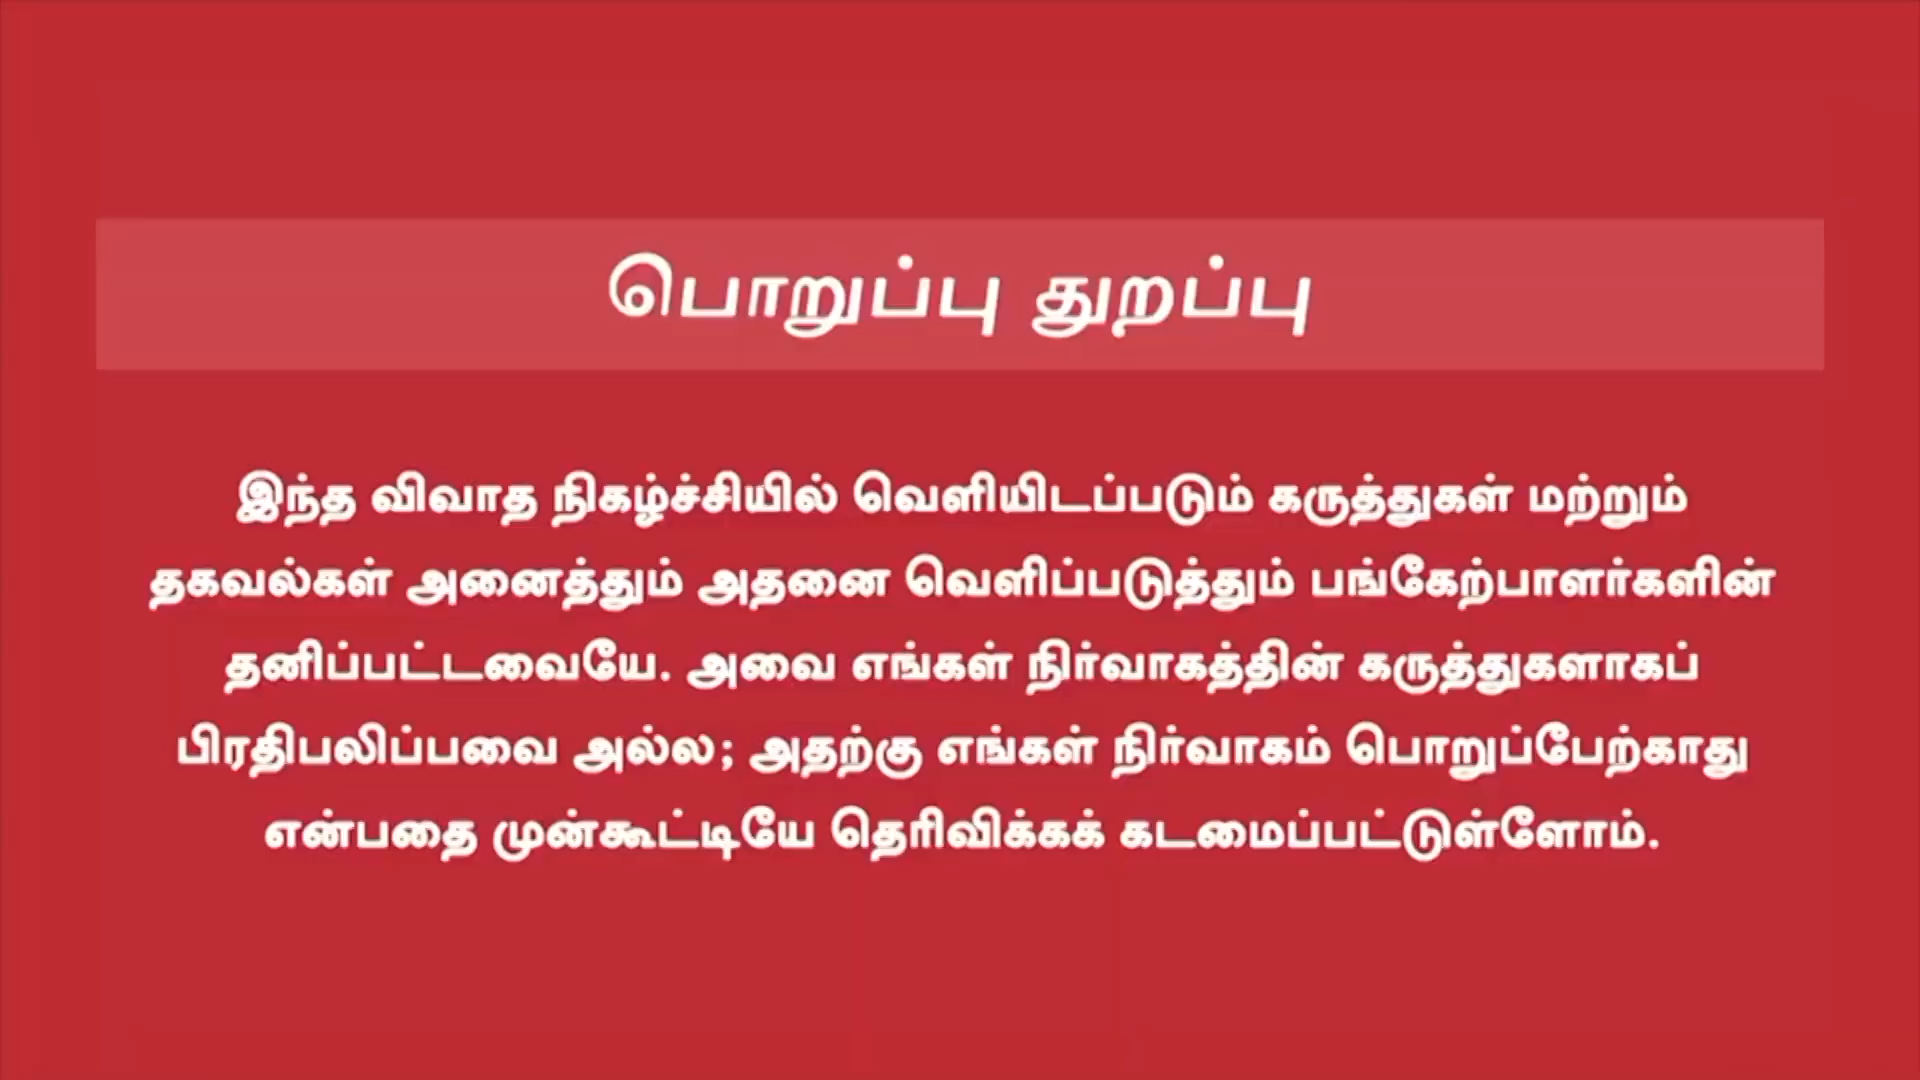 பொறுப்பு துறப்பு
இந்த விவாத நிகழ்ச்சியில் வெளியிடப்படும் கருத்துகள் மற்றும்
தகவல்கள் அனைத்தும் அதனை வெளிப்படுத்தும் பங்கேற்பாளர்களின்
தனிப்பட்டவையே. அவை எங்கள் நிர்வாகத்தின் கருத்துகளாகப்
பிரதிபலிப்பவை அல்ல; அதற்கு எங்கள் நிர்வாகம் பொறுப்பேற்காது
என்பதை முன்கூட்டியே தெரிவிக்கக் கடமைப்பட்டுள்ளோம்.